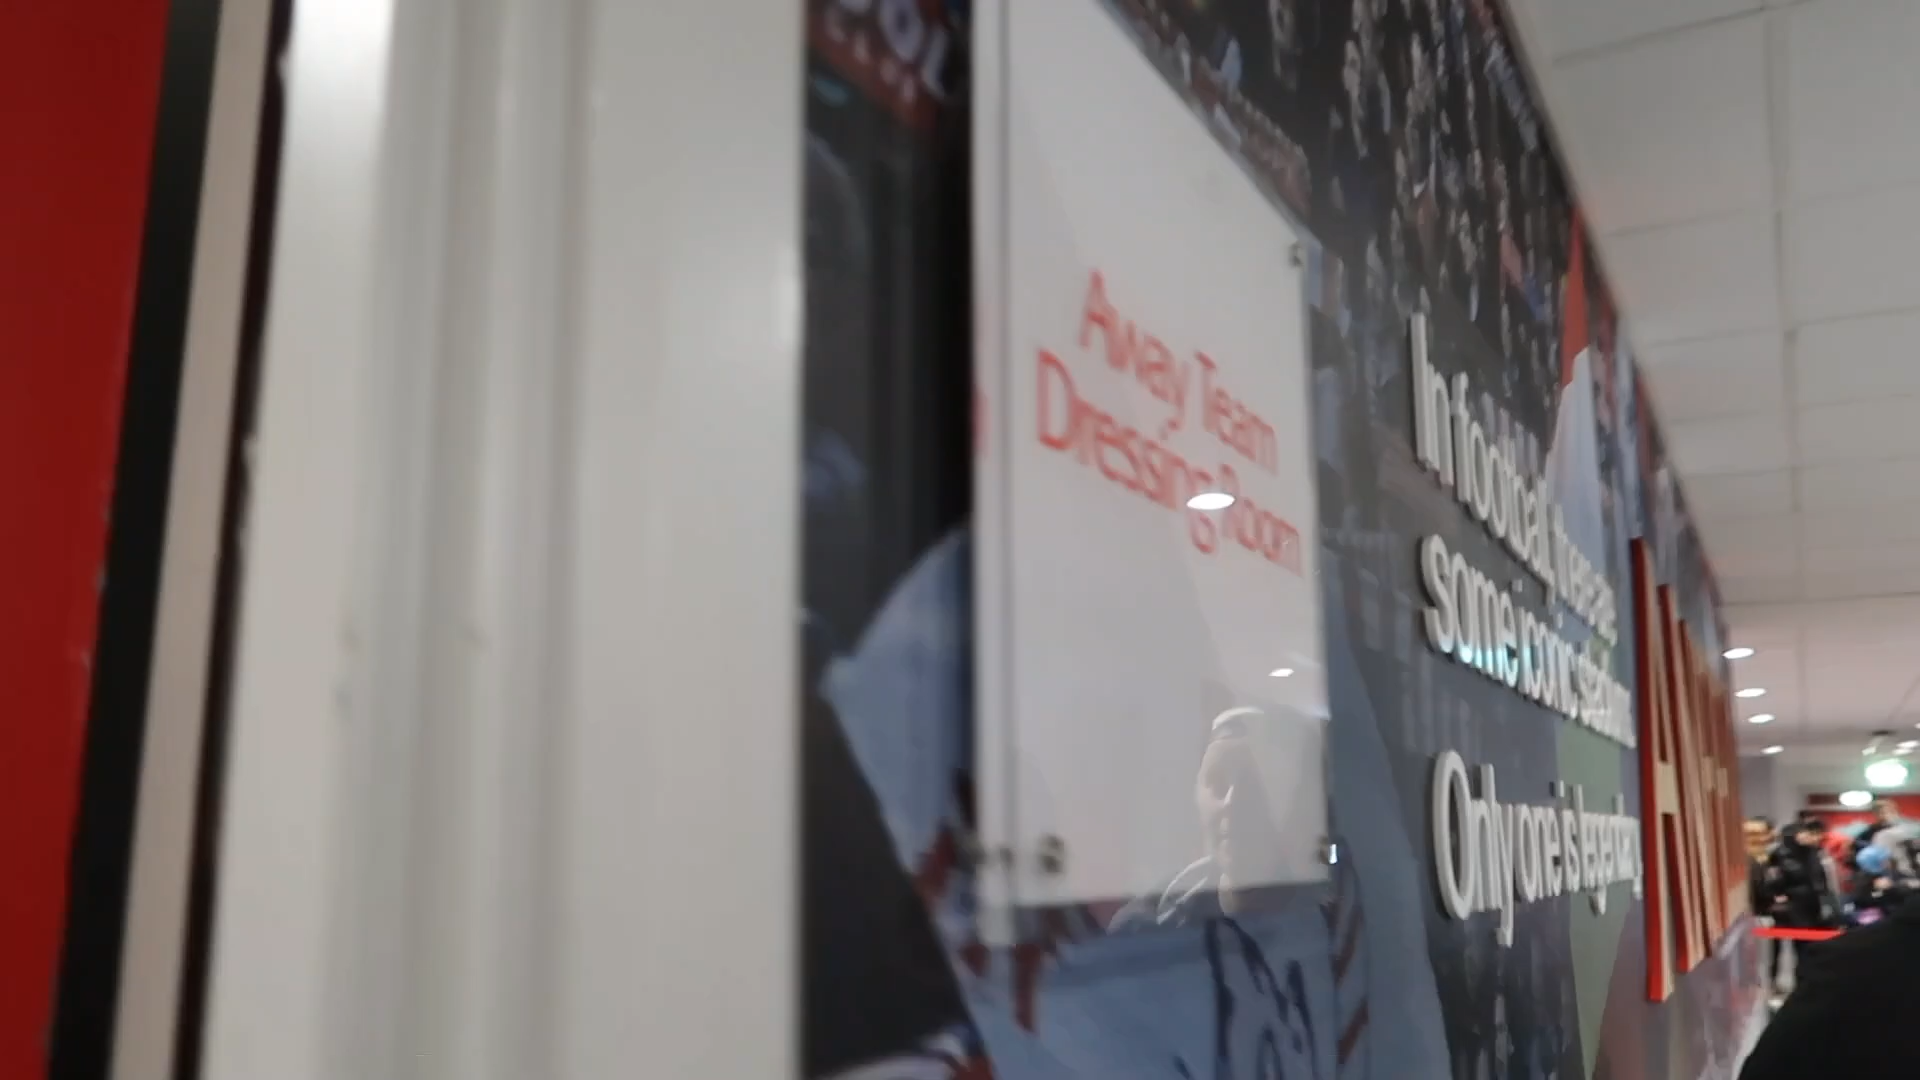 Away Team
Dressing Room
In football, there are
some iconic stadiums.
Only one is legendary.